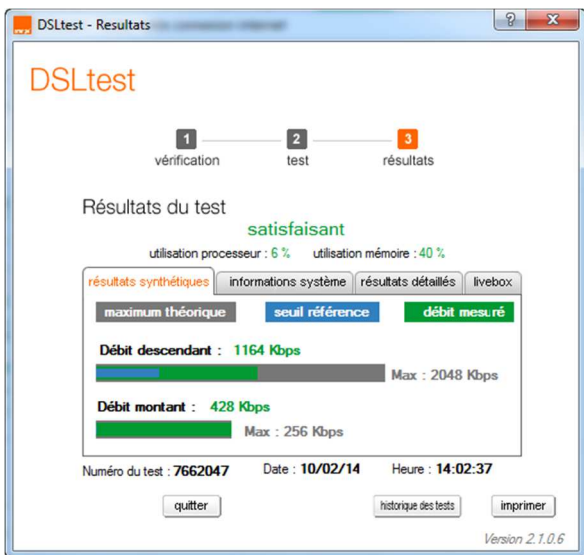 DSLtest - Resultats
DSLtest
1 2 3
vérification test résultats
Résultats du test
satisfaisant
utilisation processeur : 6 % utilisation mémoire : 40 %
résultats synthétiques informations système résultats détaillés livebox
maximum théorique seuil référence débit mesuré
Débit descendant : 1164 Kbps
Max : 2048 Kbps
Débit montant : 428 Kbps
Max : 256 Kbps
Numéro du test : 7662047 Date : 10/02/14 Heure : 14:02:37
quitter historique des tests imprimer
Version 2.1.0.6